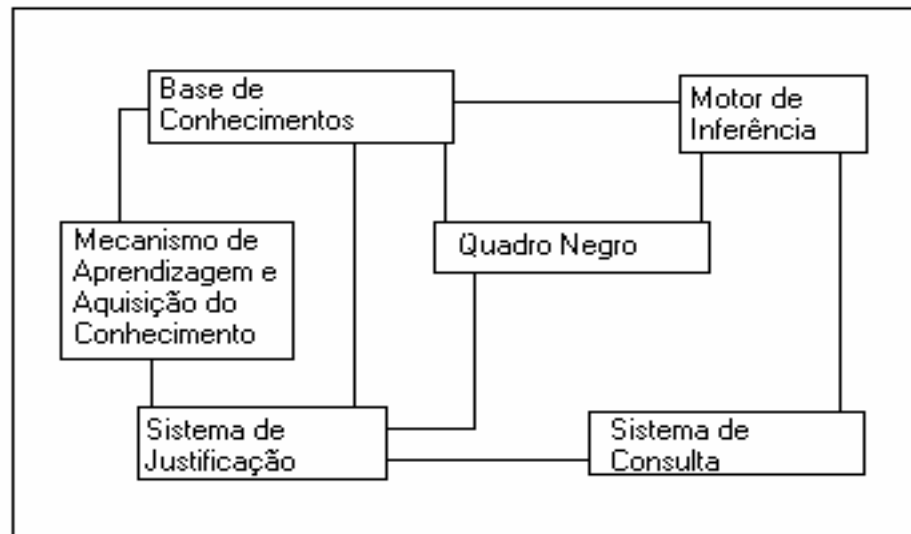 Base de
Conhecimentos
Motor de
Inferência
Mecanismo de
Aprendizagem e
Aquisição do
Conhecimento
Quadro Negro
Sistema de
Justificação
Sistema de
Consulta